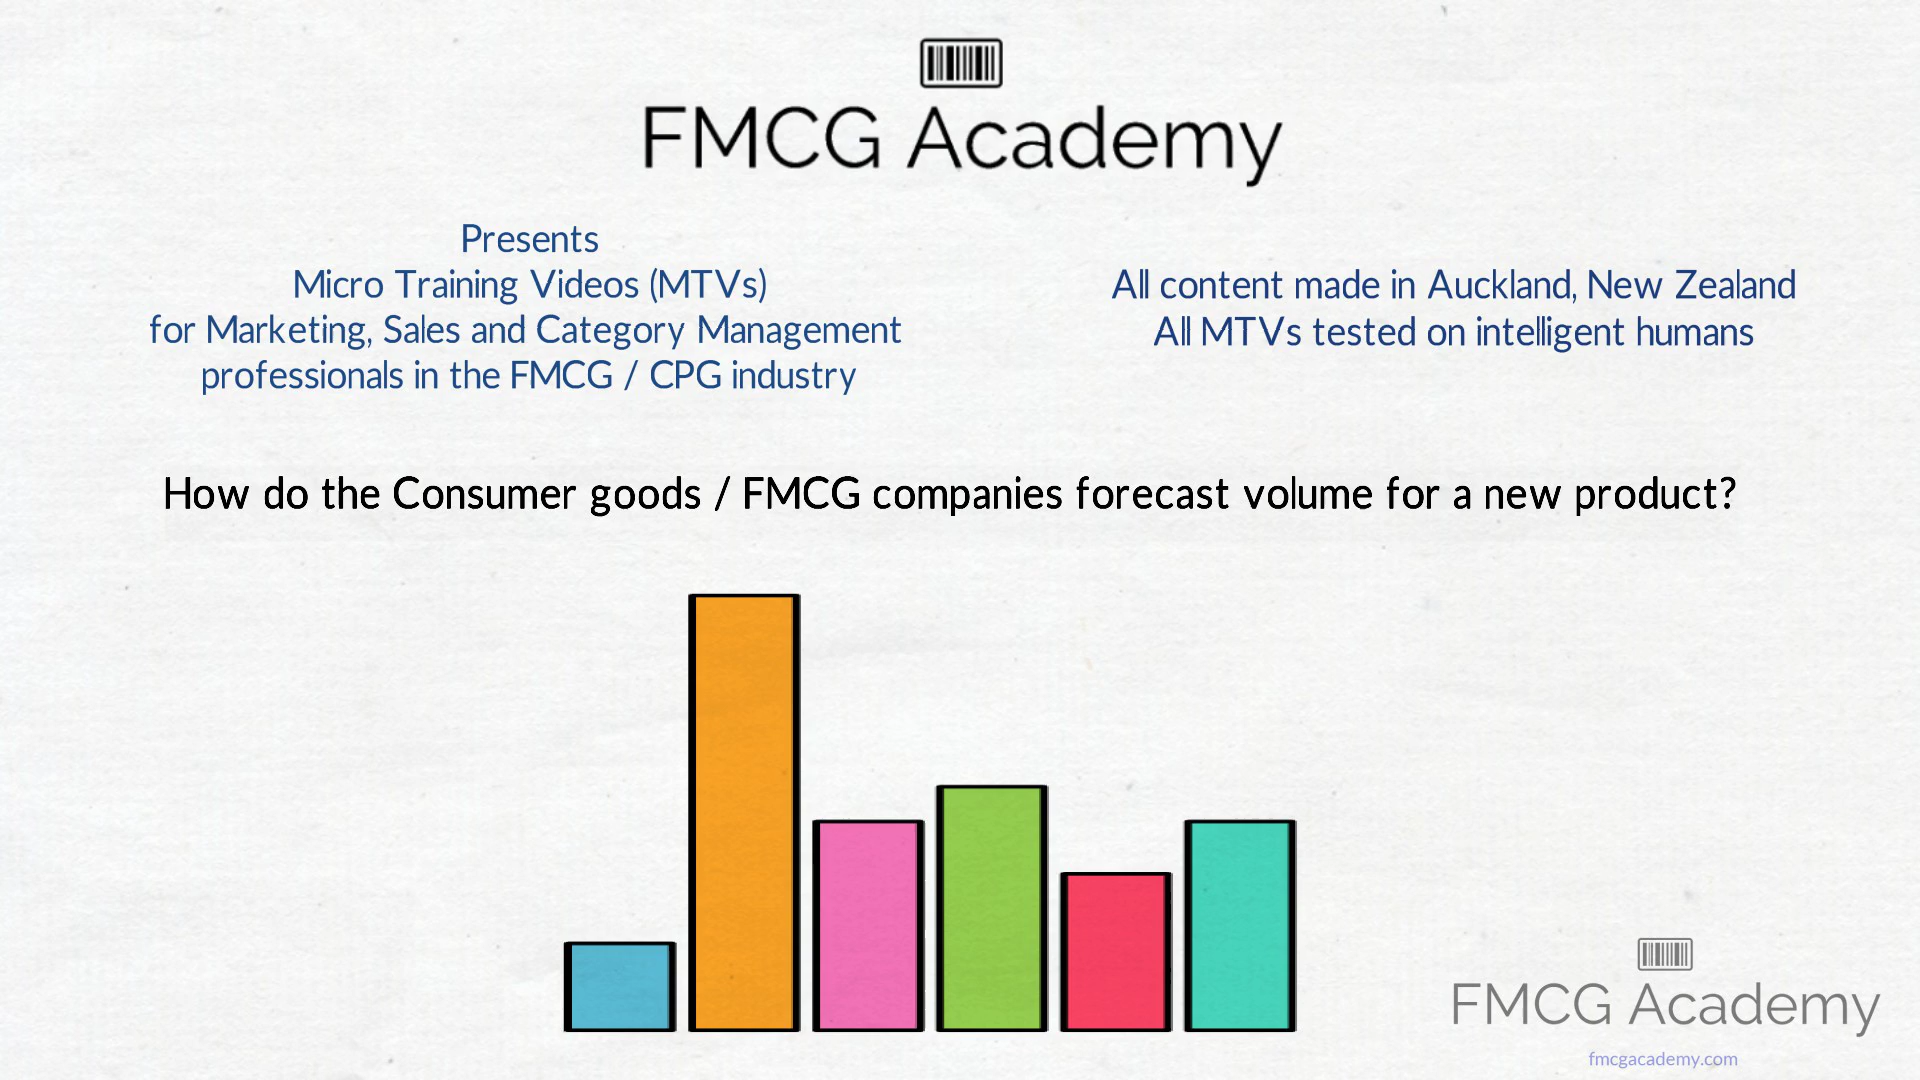 FMCG Academy
Presents
Micro Training Videos (MTVs)
for Marketing, Sales and Category Management
professionals in the FMCG / CPG industry
All content made in Auckland, New Zealand
All MTVs tested on intelligent humans
How do the Consumer goods / FMCG companies forecast volume for a new product?
FMCG Academy
fmcgacademy.com